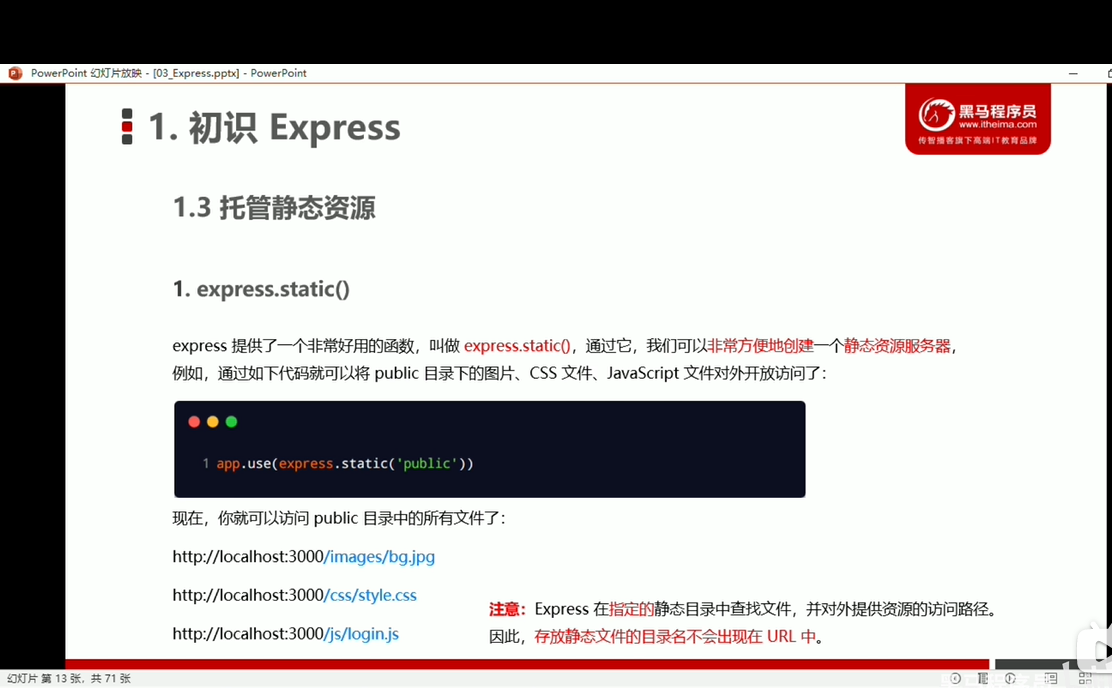 PowerPoint 幻灯片放映 - [03_Express.pptx] - PowerPoint
1. 初识 Express
黑马程序员
www.itheima.com
传智播客旗下高端IT教育品牌
1.3 托管静态资源
1. express.static()
express 提供了一个非常好用的函数，叫做 express.static()，通过它，我们可以非常方便地创建一个静态资源服务器，
例如，通过如下代码就可以将 public 目录下的图片、CSS 文件、JavaScript 文件对外开放访问了：
1 app.use(express.static('public'))
现在，你就可以访问 public 目录中的所有文件了：
http://localhost:3000/images/bg.jpg
http://localhost:3000/css/style.css
http://localhost:3000/js/login.js
注意：Express 在指定的静态目录中查找文件，并对外提供资源的访问路径。
因此，存放静态文件的目录名不会出现在 URL 中。
幻灯片 第 13 张，共 71 张